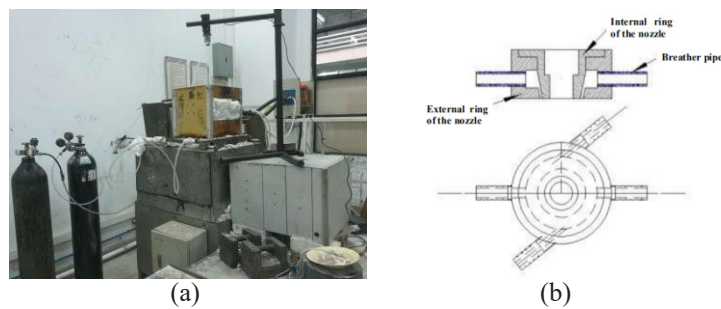 Internal ring
of the nozzle
Breather pipe
External ring
of the nozzle
(a)
(b)